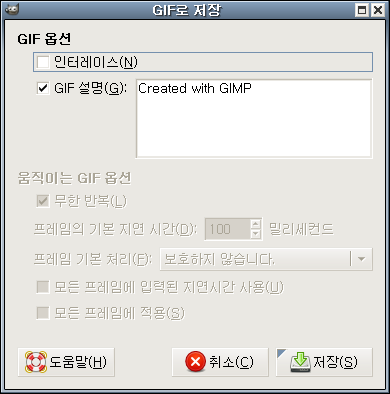 GIF로 저장
GIF 옵션
인터레이스(N)
GIF 설명(G): Created with GIMP
움직이는 GIF 옵션
무한 반복(L)
프레임의 기본 지연 시간(D): 100 밀리세컨드
프레임 기본 처리(F): 보호하지 않습니다.
모든 프레임에 입력된 지연시간 사용(U)
모든 프레임에 적용(S)
도움말(H) 취소(C) 저장(S)